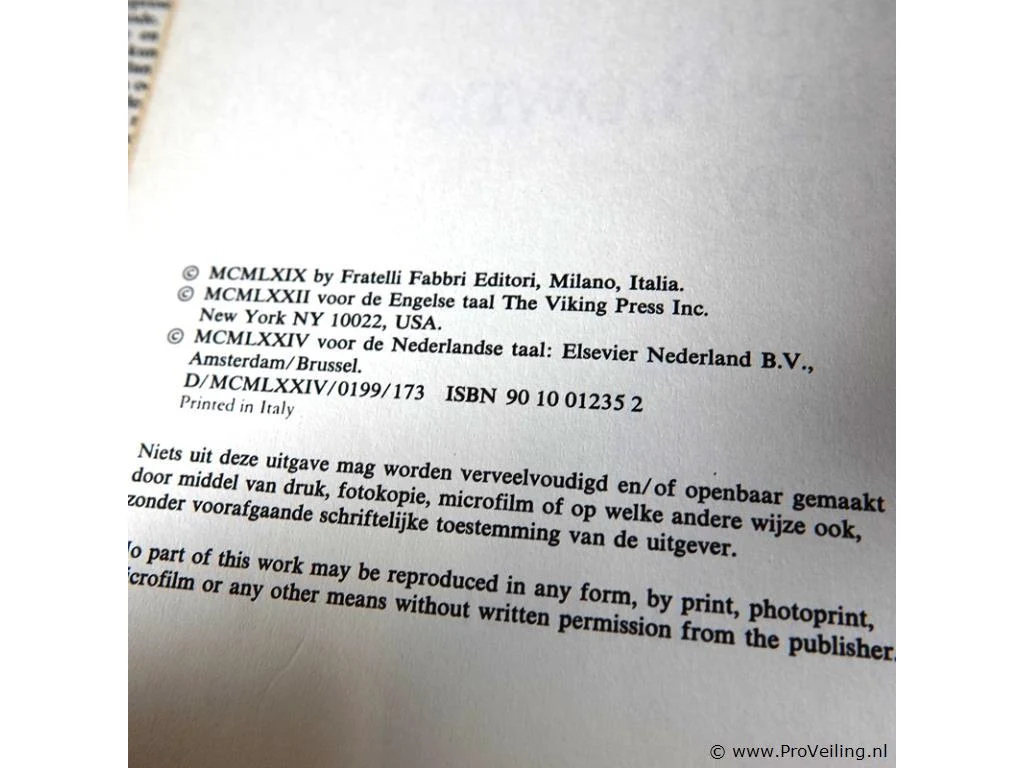 © MCMLXIX by Fratelli Fabbri Editori, Milano, Italia.
© MCMLXXII voor de Engelse taal The Viking Press Inc.
New York NY 10022, USA.
© MCMLXXIV voor de Nederlandse taal: Elsevier Nederland B.V.,
Amsterdam/Brussel.
D/MCMLXXIV/0199/173 ISBN 90 10 01235 2
Printed in Italy
Niets uit deze uitgave mag worden verveelvoudigd en/of openbaar gemaakt
door middel van druk, fotokopie, microfilm of op welke andere wijze ook,
zonder voorafgaande schriftelijke toestemming van de uitgever.
o part of this work may be reproduced in any form, by print, photoprint,
icrofilm or any other means without written permission from the publisher.
© www.ProVeiling.nl